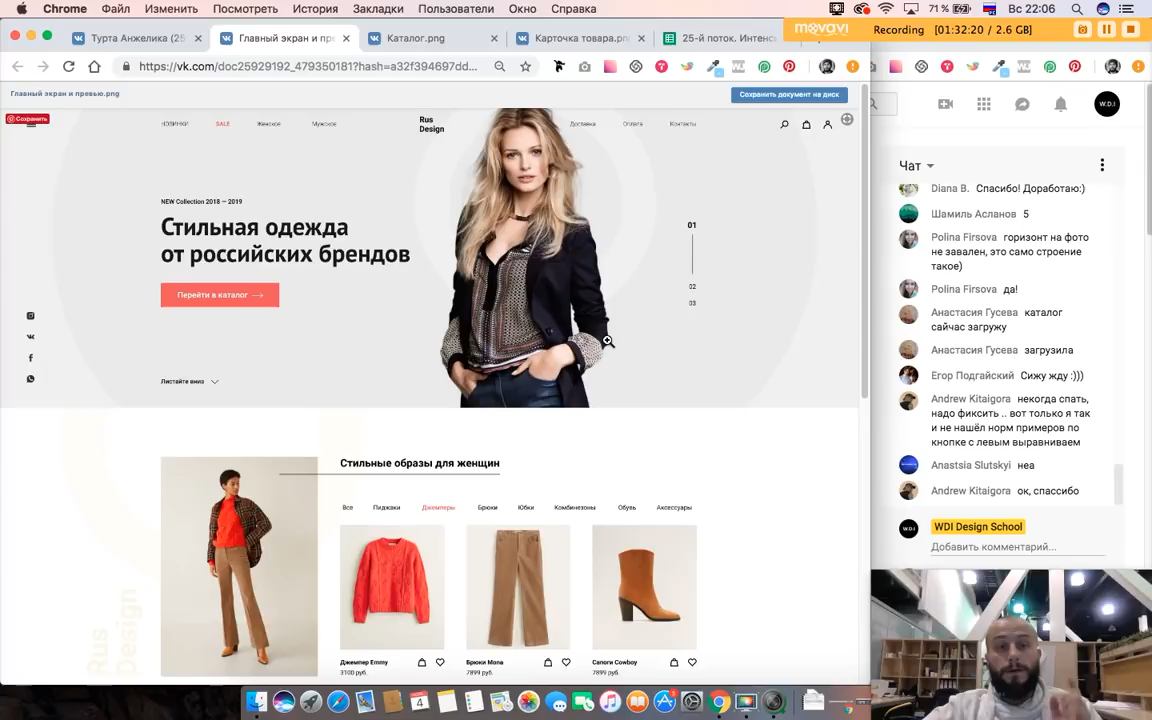 Chrome Файл Изменить Посмотреть История Закладки Пользователи Окно Справка
71 % Вс 22:06
Турта Анжелика (25
Главный экран и пре
Каталог.png
Карточка товара.pn
25-й поток. Интенс
movavi
Recording [01:32:20 / 2.6 GB]
https://vk.com/doc25929192_479350181?hash=a32f394697dd...
Главный экран и превью.png
Сохранить документ на диск
Сохранить
НОВИНКИ SALE Женское Мужское
Rus
Design
Доставка Оплата Контакты
NEW Collection 2018 — 2019
Стильная одежда
от российских брендов
Перейти в каталог
01
02
03
Листайте вниз
Стильные образы для женщин
Все Пиджаки Джемперы Брюки Юбки Комбинезоны Обувь Аксессуары
Rus
Design
Джемпер Emmy
3100 руб.
Брюки Mona
7899 руб.
Сапоги Cowboy
7899 руб.
W.D.I
Чат
Diana B. Спасибо! Доработаю:)
Шамиль Асланов 5
Polina Firsova горизонт на фото
не завален, это само строение
такое)
Polina Firsova да!
Анастасия Гусева каталог
сайчас загружу
Анастасия Гусева загрузила
Егор Подгайский Сижу жду :)))
Andrew Kitaigora некогда спать,
надо фиксить .. вот только я так
и не нашёл норм примеров по
кнопке с левым выравниваем
Anastsia Slutskyi неа
Andrew Kitaigora ок, спассибо
W.D.I
WDI Design School
Добавить комментарий...